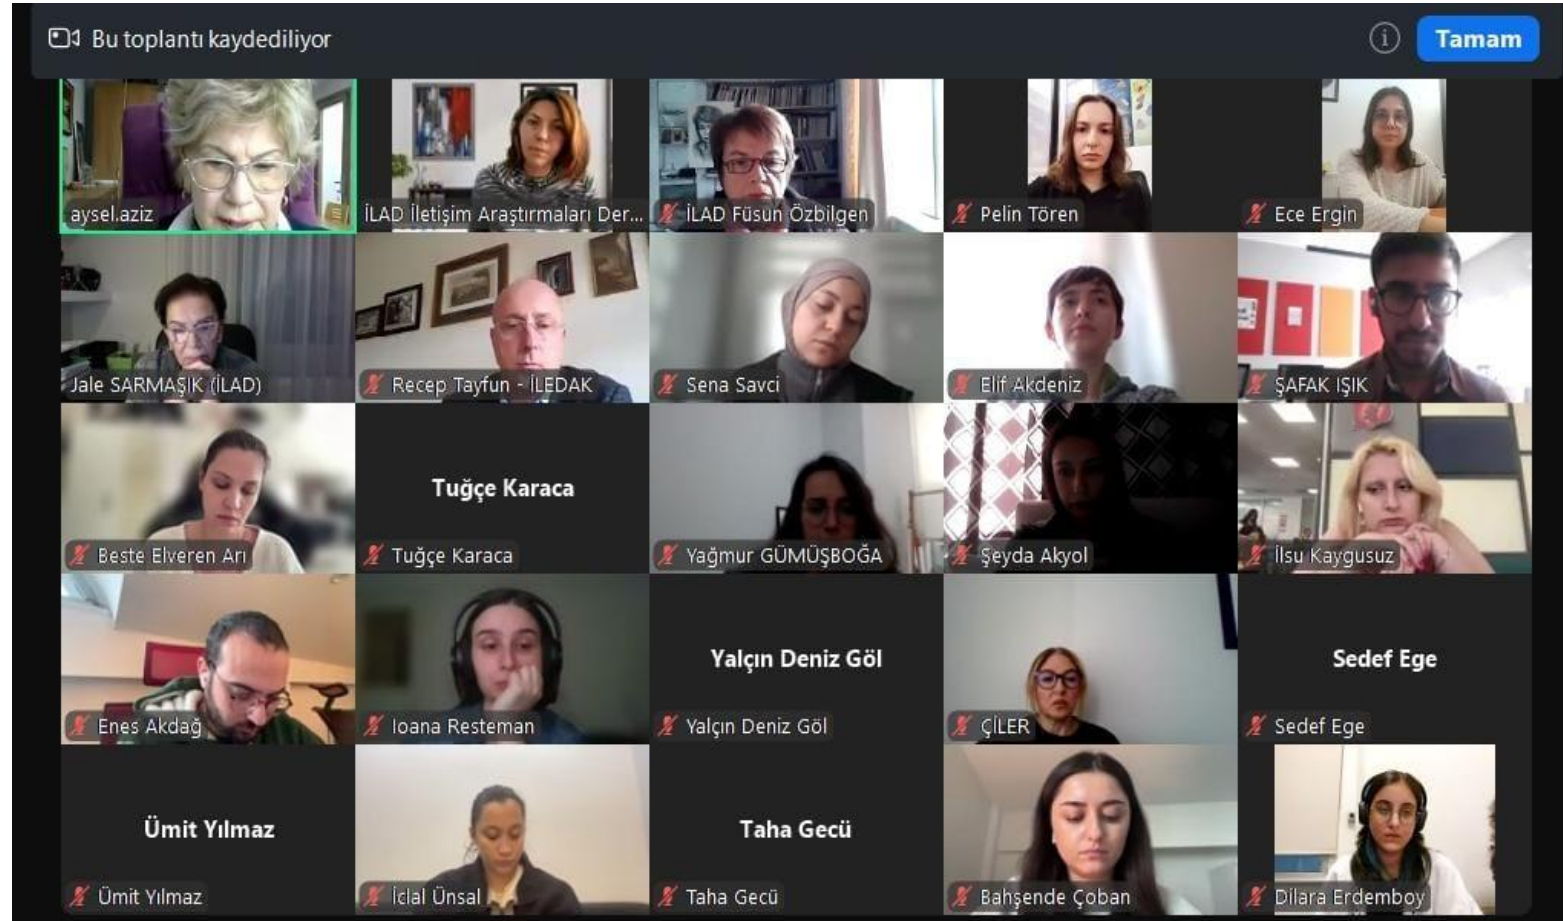 Bu toplantı kaydediliyor
Tamam
aysel.aziz
İLAD İletişim Araştırmaları Der...
İLAD Füsun Özbilgen
Pelin Tören
Ece Ergin
Jale SARMAŞIK (İLAD)
Recep Tayfun - İLEDAK
Sena Savci
Elif Akdeniz
ŞAFAK IŞIK
Beste Elveren Arı
Tuğçe Karaca
Tuğçe Karaca
Yağmur GÜMÜŞBOĞA
Şeyda Akyol
İlsu Kaygusuz
Enes Akdağ
Ioana Resteman
Yalçın Deniz Göl
Yalçın Deniz Göl
ÇİLER
Sedef Ege
Sedef Ege
Ümit Yılmaz
Ümit Yılmaz
İclal Ünsal
Taha Gecü
Taha Gecü
Bahşende Çoban
Dilara Erdemboy